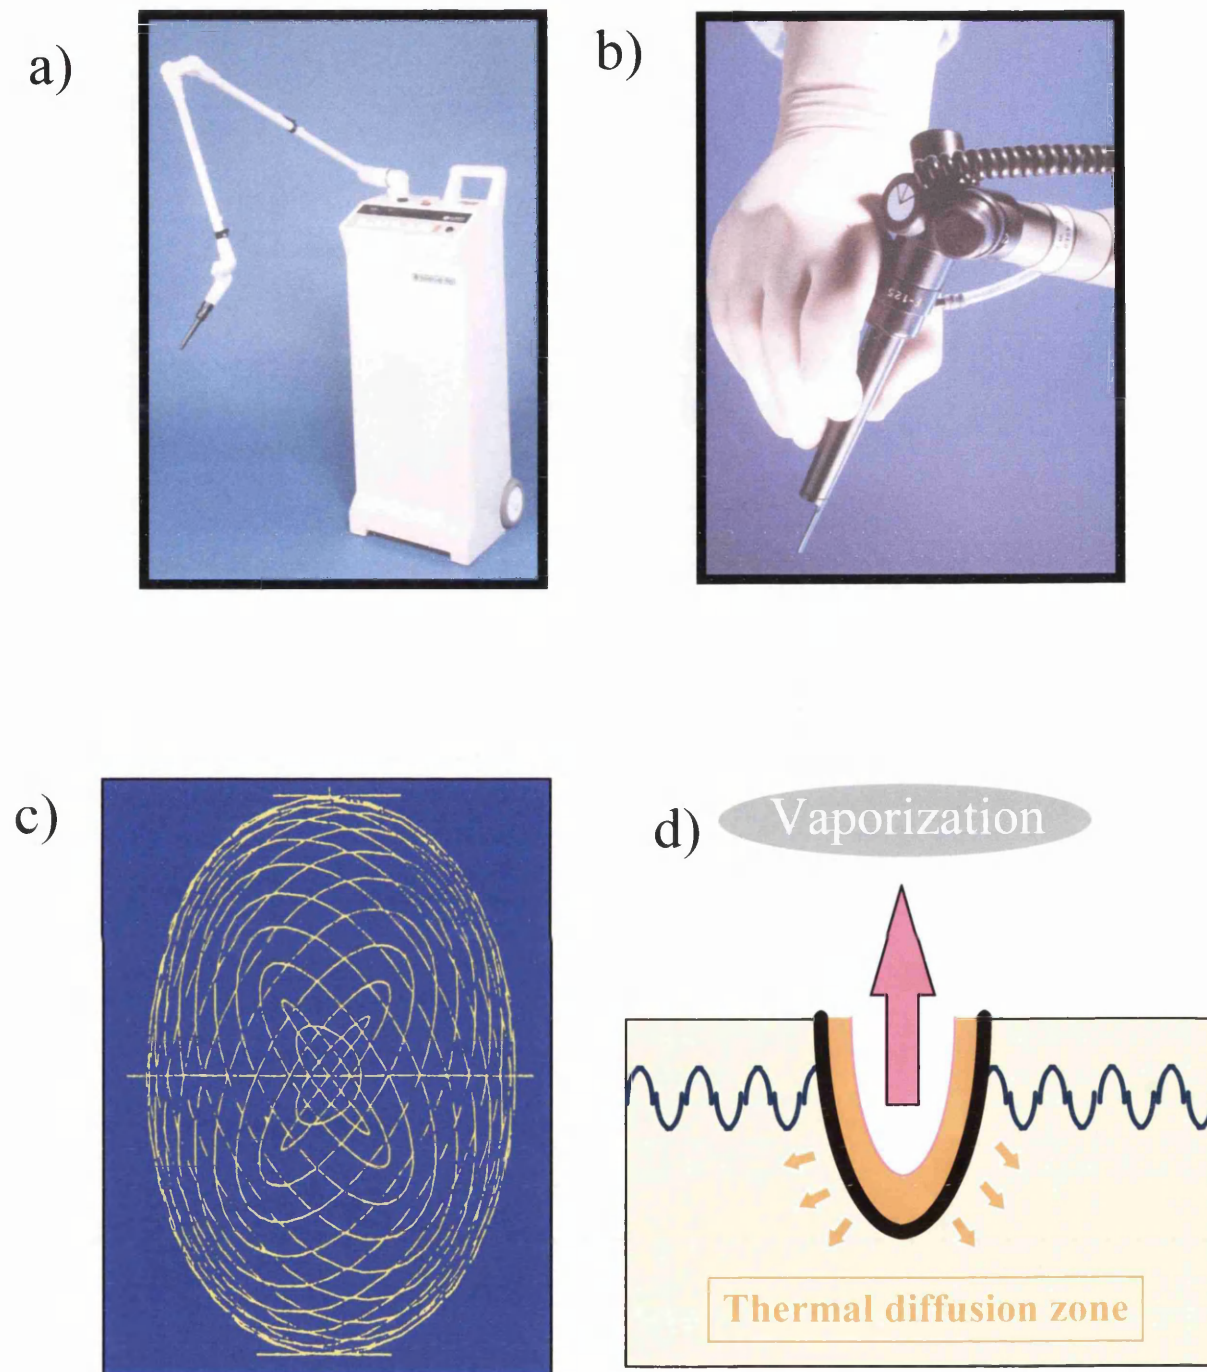 a)
b)
c)
d)
Vaporization
Thermal diffusion zone